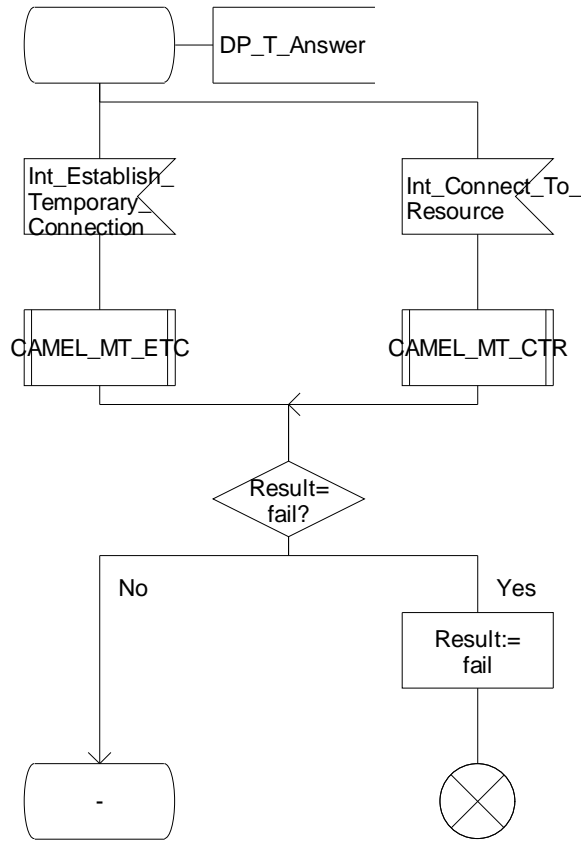 DP_T_Answer
Int_Establish_
Temporary_
Connection
Int_Connect_To_
Resource
CAMEL_MT_ETC
CAMEL_MT_CTR
Result=
fail?
No
Yes
Result:=
fail
-